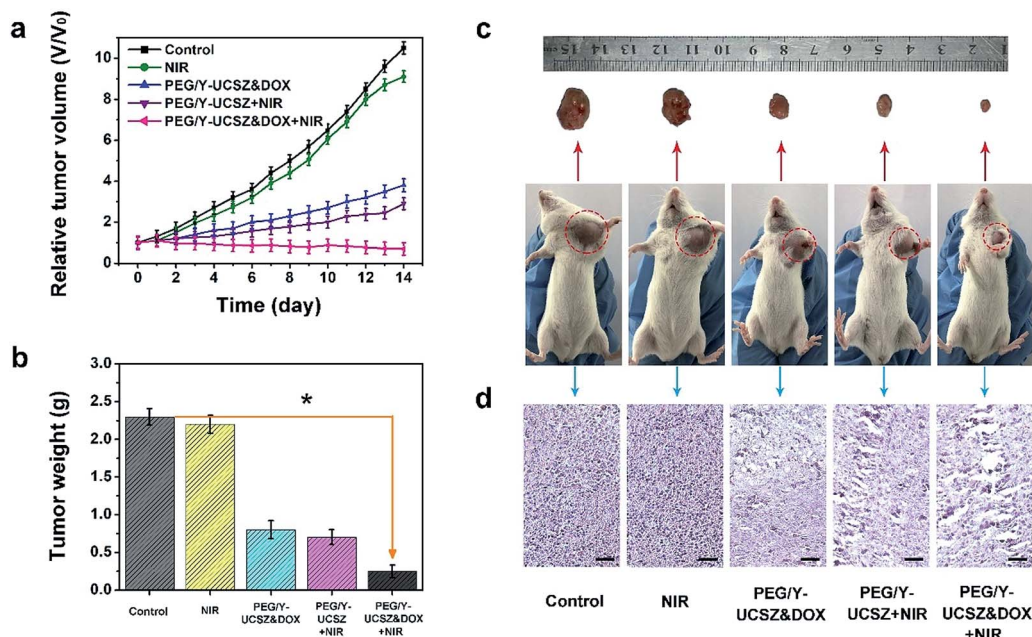 a
Relative tumor volume (V/V₀)
10
8
6
4
2
0
Control
NIR
PEG/Y-UCSZ&DOX
PEG/Y-UCSZ+NIR
PEG/Y-UCSZ&DOX+NIR
0 2 4 6 8 10 12 14
Time (day)
b
Tumor weight (g)
3.0
2.5
2.0
1.5
1.0
0.5
0.0
*
Control
NIR
PEG/Y-
UCSZ&DOX
PEG/Y-
UCSZ
+NIR
PEG/Y-
UCSZ&DOX
+NIR
c
15 14 13 12 11 10 9 8 7 6 5 4 3 2 1
d
Control
NIR
PEG/Y-
UCSZ&DOX
PEG/Y-
UCSZ+NIR
PEG/Y-
UCSZ&DOX
+NIR